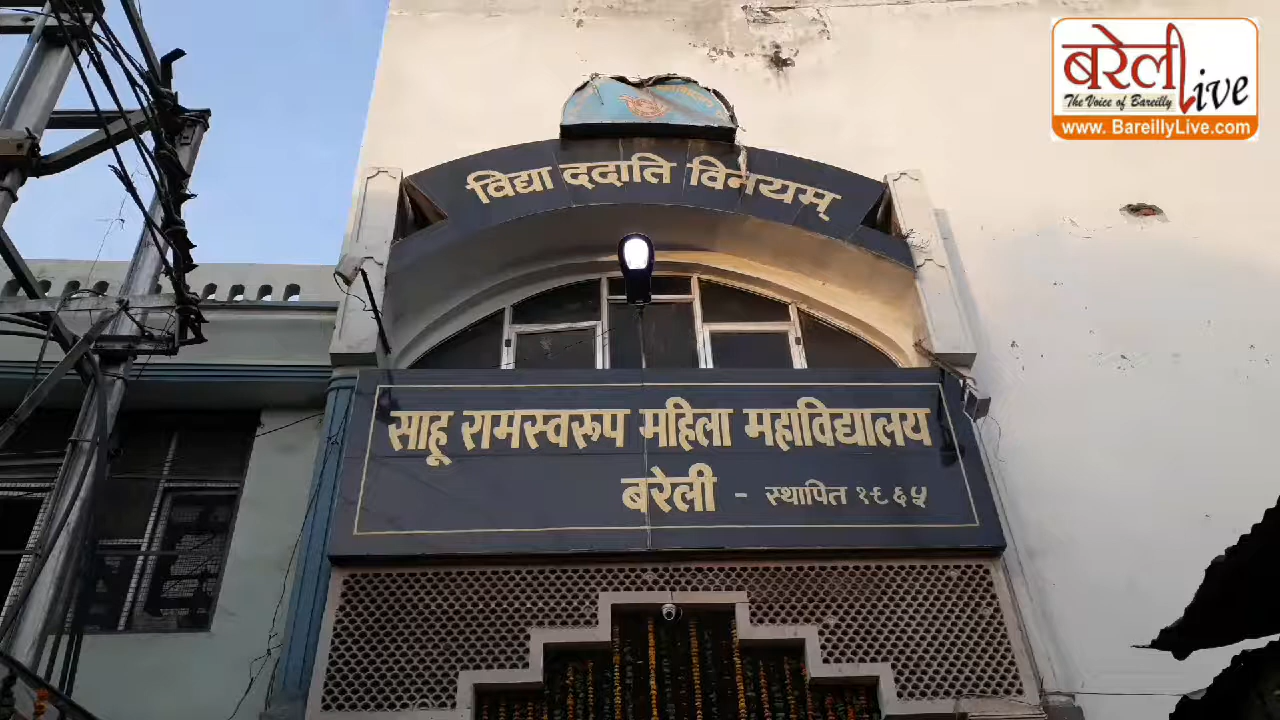 बरेली Live
The Voice of Bareilly
www. BareillyLive.com
विद्या ददाति विनयम्
साहू रामस्वरुप महिला महाविद्यालय
बरेली - स्थापित १९६५